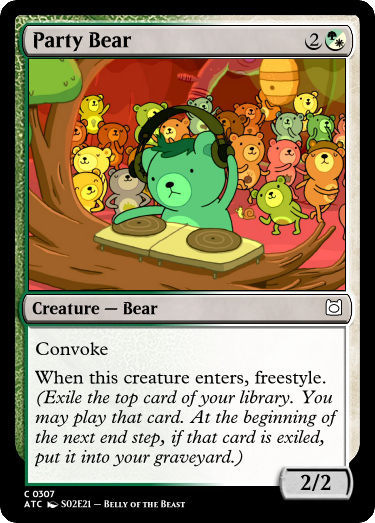 Party Bear 2
Creature — Bear
Convoke
When this creature enters, freestyle.
(Exile the top card of your library. You
may play that card. At the beginning of
the next end step, if that card is exiled,
put it into your graveyard.)
2/2
C 0307
ATC S02E21 – Belly of the Beast